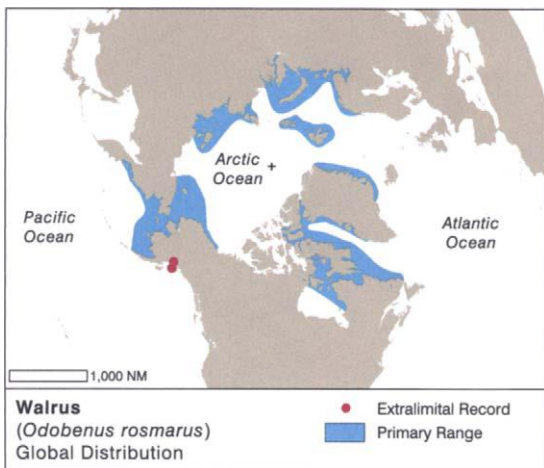 Arctic +
Ocean
Pacific
Ocean
Atlantic
Ocean
1,000 NM
Walrus
(Odobenus rosmarus)
Global Distribution
Extralimital Record
Primary Range